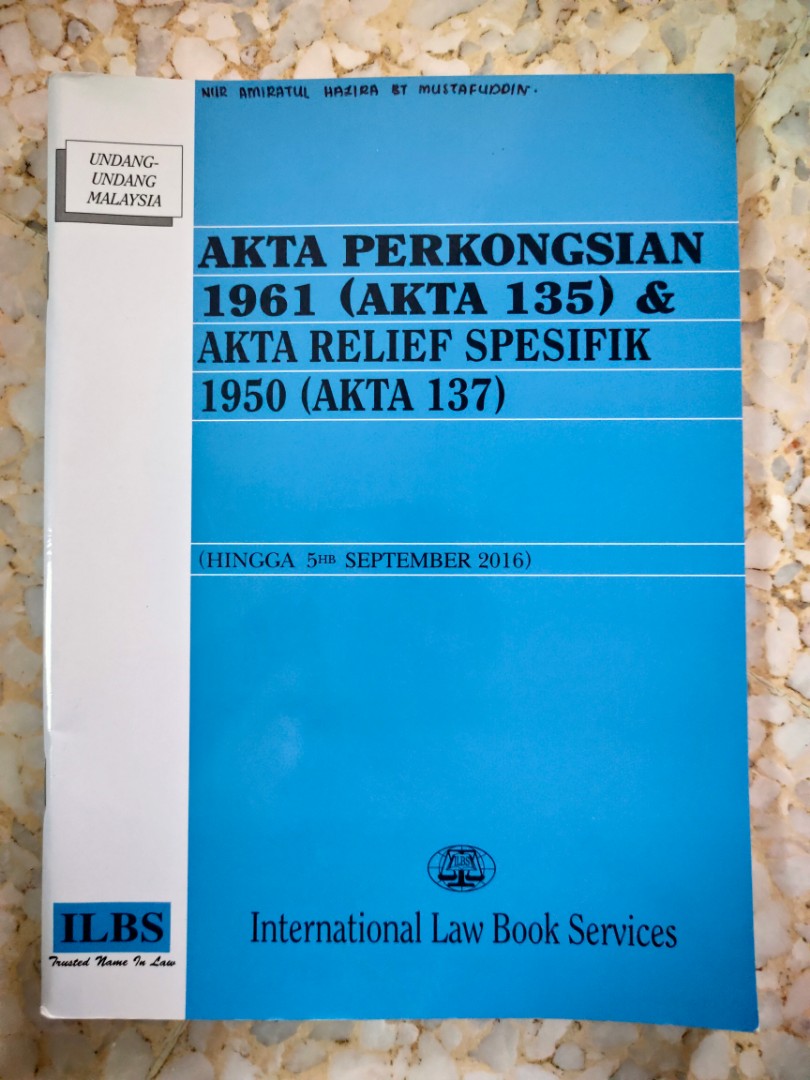 NUR AMIRATUL HAZIRA BT MUSTAFUDDIN.
UNDANG-
UNDANG
MALAYSIA
AKTA PERKONGSIAN
1961 (AKTA 135) &
AKTA RELIEF SPESIFIK
1950 (AKTA 137)
(HINGGA 5HB SEPTEMBER 2016)
ILBS
International Law Book Services
ILBS
Trusted Name In Law